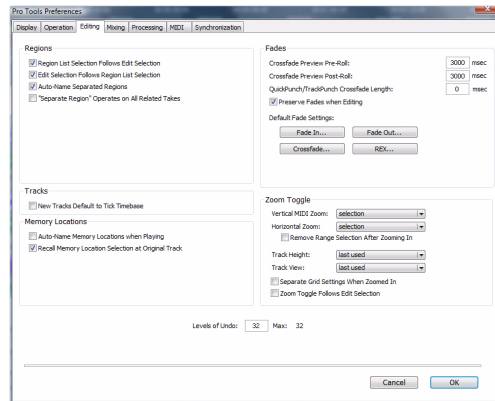 Pro Tools Preferences
Display Operation Editing Mixing Processing MIDI Synchronization
Regions
Region List Selection Follows Edit Selection
Edit Selection Follows Region List Selection
Auto-Name Separated Regions
"Separate Region" Operates on All Related Takes
Fades
Crossfade Preview Pre-Roll: 3000 msec
Crossfade Preview Post-Roll: 3000 msec
QuickPunch/TrackPunch Crossfade Length: 0 msec
Preserve Fades when Editing
Default Fade Settings:
Fade In... Fade Out...
Crossfade... REX...
Tracks
New Tracks Default to Tick Timebase
Memory Locations
Auto-Name Memory Locations when Playing
Recall Memory Location Selection at Original Track
Zoom Toggle
Vertical MIDI Zoom: selection
Horizontal Zoom: selection
Remove Range Selection After Zooming In
Track Height: last used
Track View: last used
Separate Grid Settings When Zoomed In
Zoom Toggle Follows Edit Selection
Levels of Undo: 32 Max: 32
Cancel OK